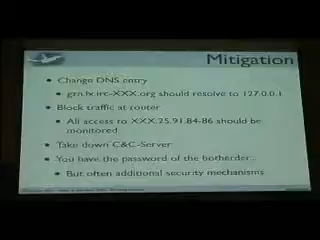 Mitigation
• Change DNS entry
• grn.fx.irc-XXX.org should resolve to 127.0.0.1
• Block traffic at router
• All access to XXX.25.91.84-86 should be
monitored
• Take down C&C-Server
• You have the password of the botherder...
• But often additional security mechanisms